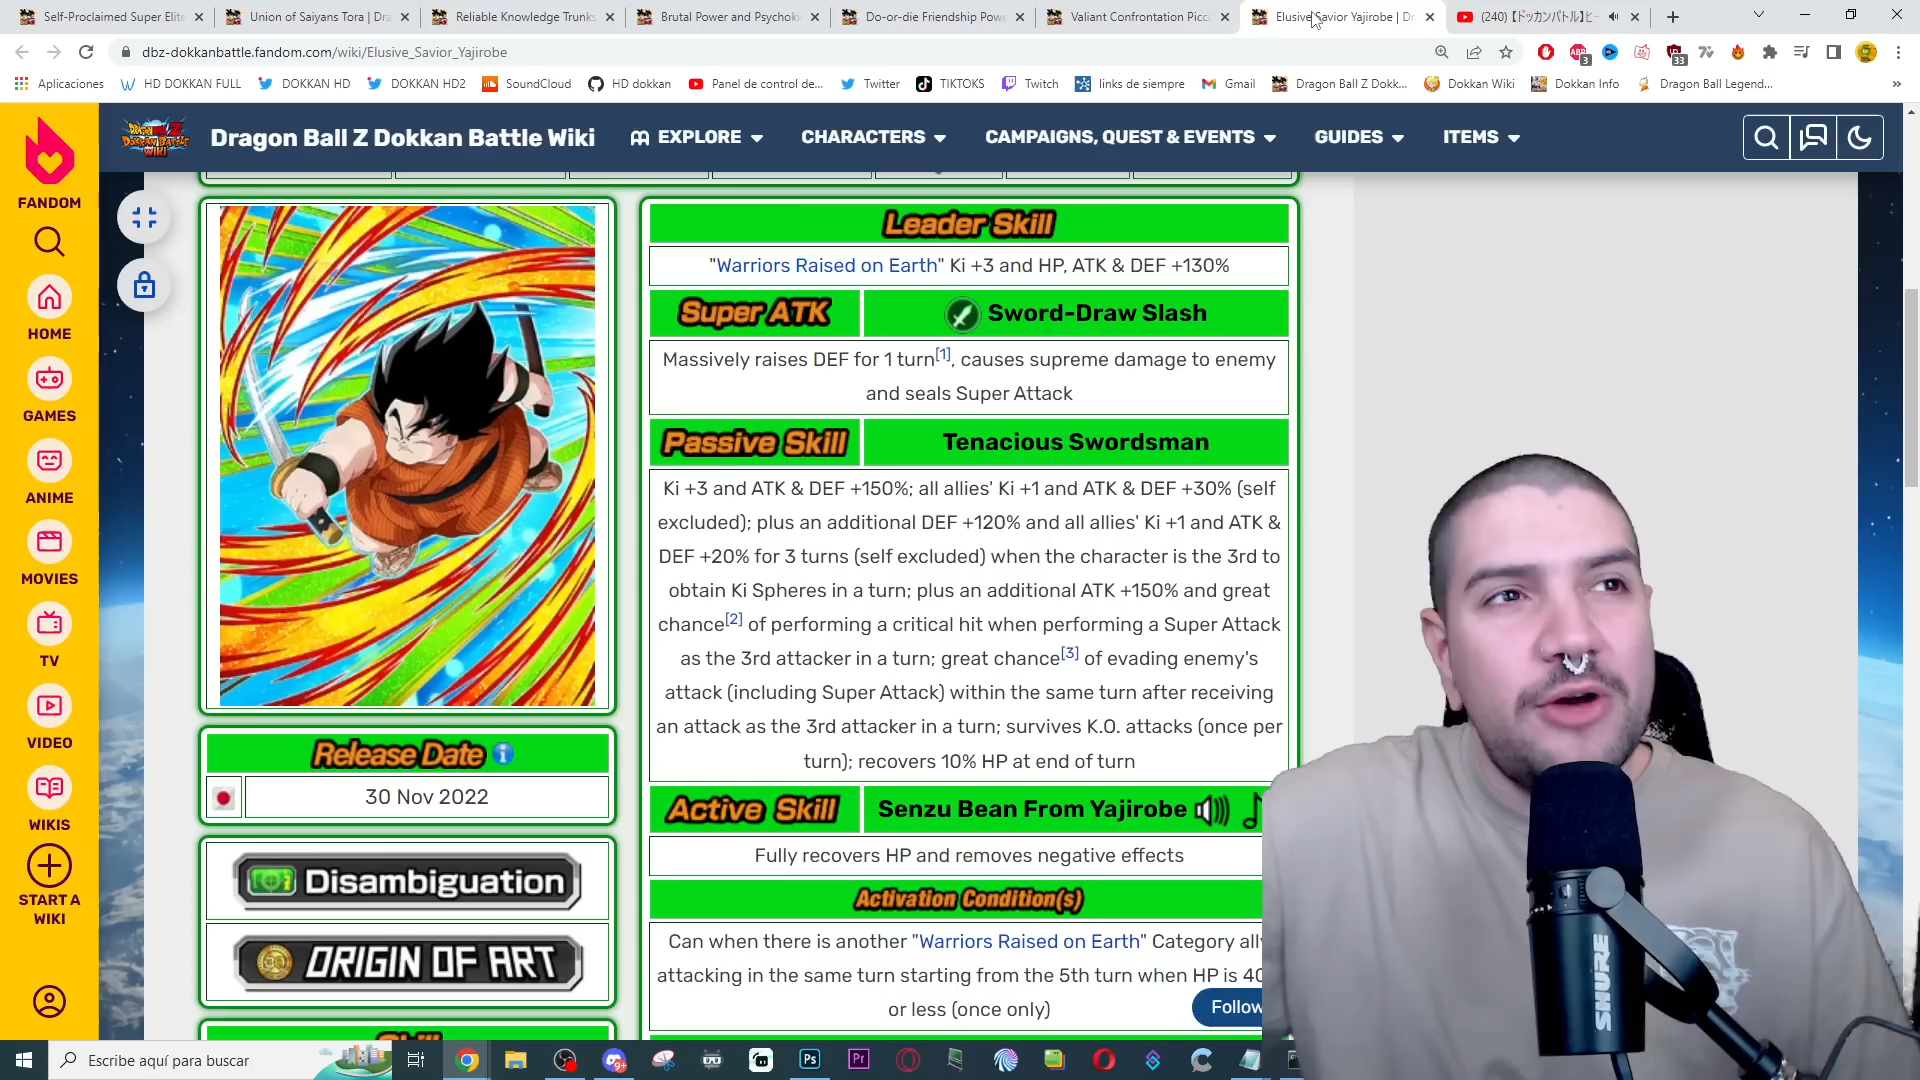 Self-Proclaimed Super Elite
Union of Saiyans Tora | Dra
Reliable Knowledge Trunks
Brutal Power and Psychoki
Do-or-die Friendship Pow
Valiant Confrontation Picco
Elusive Savior Yajirobe | Dr
(240)【ドッカンバトル】ヒー
dbz-dokkanbattle.fandom.com/wiki/Elusive_Savior_Yajirobe
3
33
Aplicaciones
HD DOKKAN FULL
DOKKAN HD
DOKKAN HD2
SoundCloud
HD dokkan
Panel de control de...
Twitter
TIKTOKS
Twitch
links de siempre
Gmail
Dragon Ball Z Dokk...
Dokkan Wiki
Dokkan Info
Dragon Ball Legend...
»
Dragon Ball Z Dokkan Battle Wiki
EXPLORE
CHARACTERS
CAMPAIGNS, QUEST & EVENTS
GUIDES
ITEMS
FANDOM
HOME
GAMES
ANIME
MOVIES
TV
VIDEO
WIKIS
START A
WIKI
Leader Skill
"Warriors Raised on Earth" Ki +3 and HP, ATK & DEF +130%
Super ATK
Sword-Draw Slash
Massively raises DEF for 1 turn[1], causes supreme damage to enemy
and seals Super Attack
Passive Skill
Tenacious Swordsman
Ki +3 and ATK & DEF +150%; all allies' Ki +1 and ATK & DEF +30% (self
excluded); plus an additional DEF +120% and all allies' Ki +1 and ATK &
DEF +20% for 3 turns (self excluded) when the character is the 3rd to
obtain Ki Spheres in a turn; plus an additional ATK +150% and great
chance[2] of performing a critical hit when performing a Super Attack
as the 3rd attacker in a turn; great chance[3] of evading enemy's
attack (including Super Attack) within the same turn after receiving
an attack as the 3rd attacker in a turn; survives K.O. attacks (once per
turn); recovers 10% HP at end of turn
Active Skill
Senzu Bean From Yajirobe
Fully recovers HP and removes negative effects
Activation Condition(s)
Can when there is another "Warriors Raised on Earth" Category all
attacking in the same turn starting from the 5th turn when HP is 40
or less (once only)
Follow
Release Date
30 Nov 2022
Disambiguation
ORIGIN OF ART
Skill
SHURE
Escribe aquí para buscar
9+
Ps
Pr